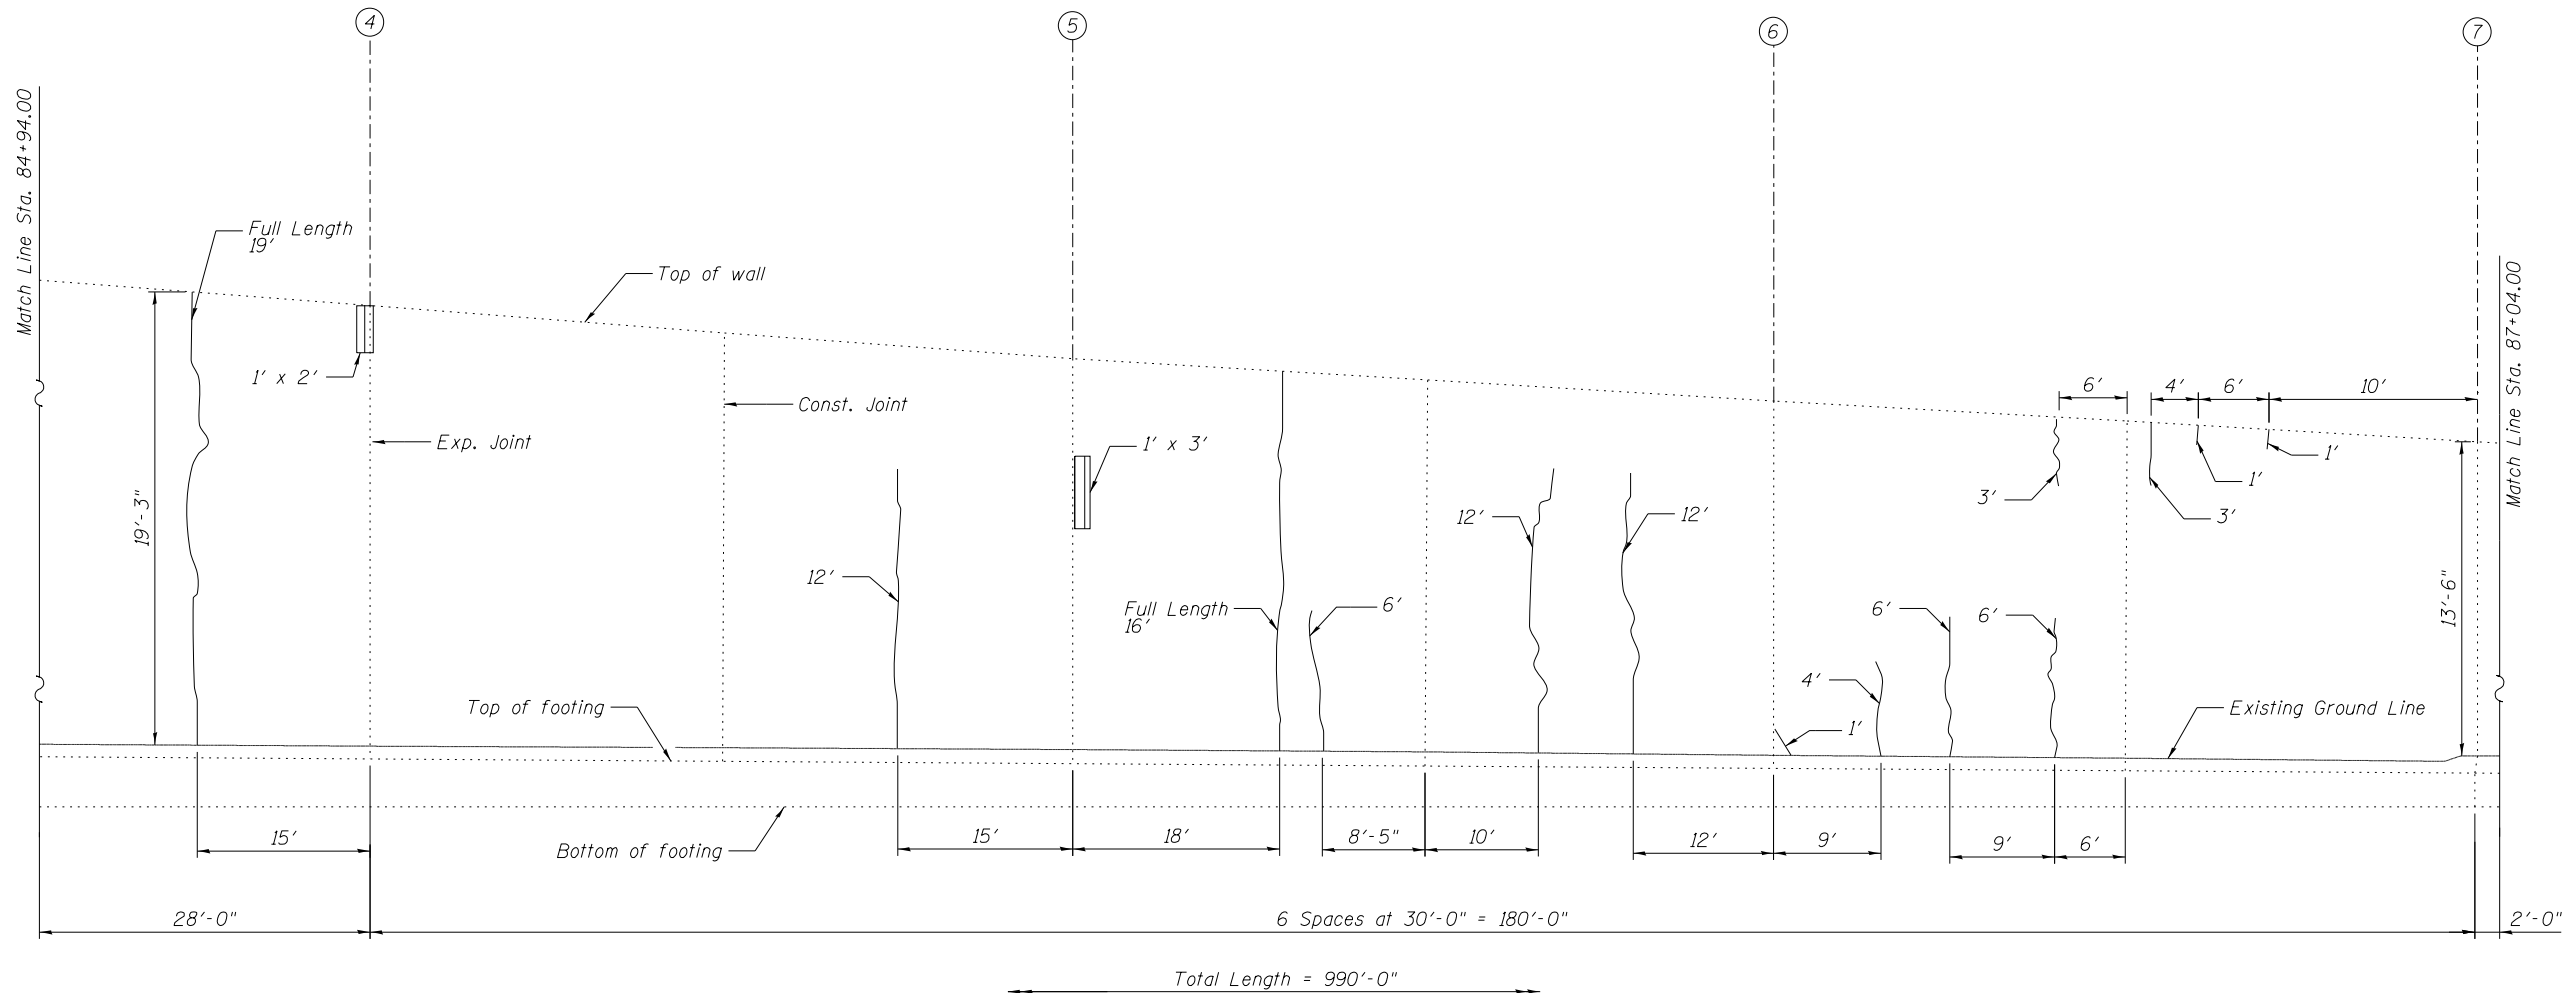 4
5
6
7
Match Line Sta. 84+94.00
Full Length
19'
Top of wall
Match Line Sta. 87+04.00
1' x 2'
Const. Joint
6'
4'
6'
10'
Exp. Joint
1' x 3'
1'
1'
3'
3'
19'-3"
12'
12'
12'
Full Length
16'
6'
6'
6'
13'-6"
4'
1'
Top of footing
Existing Ground Line
15'
Bottom of footing
15'
18'
8'-5"
10'
12'
9'
9'
6'
28'-0"
6 Spaces at 30'-0" = 180'-0"
2'-0"
Total Length = 990'-0"